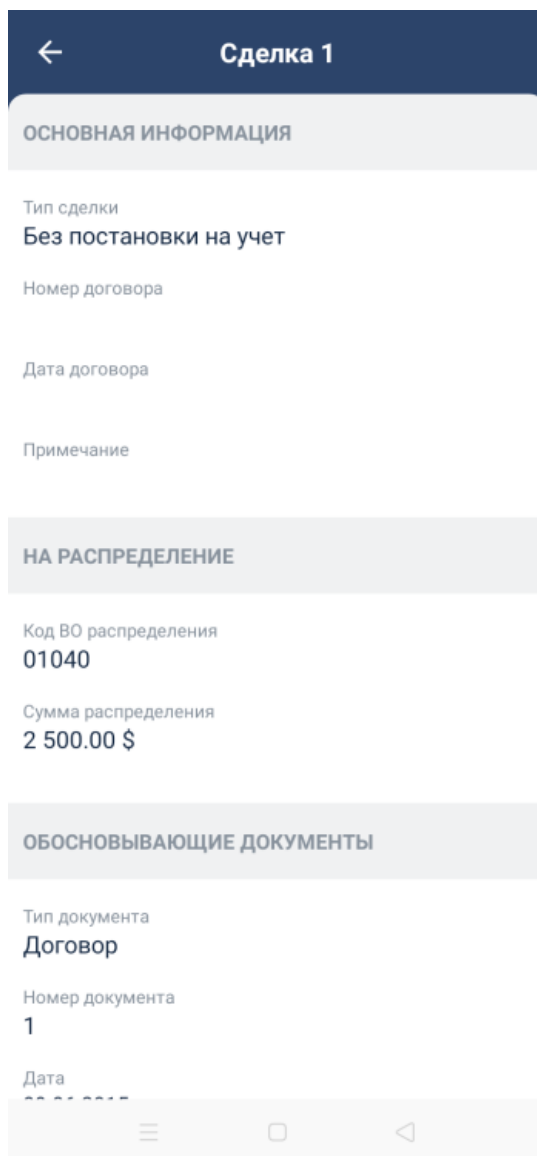 Сделка 1
ОСНОВНАЯ ИНФОРМАЦИЯ
Тип сделки
Без постановки на учет
Номер договора
Дата договора
Примечание
НА РАСПРЕДЕЛЕНИЕ
Код ВО распределения
01040
Сумма распределения
2 500.00 $
ОБОСНОВЫВАЮЩИЕ ДОКУМЕНТЫ
Тип документа
Договор
Номер документа
1
Дата